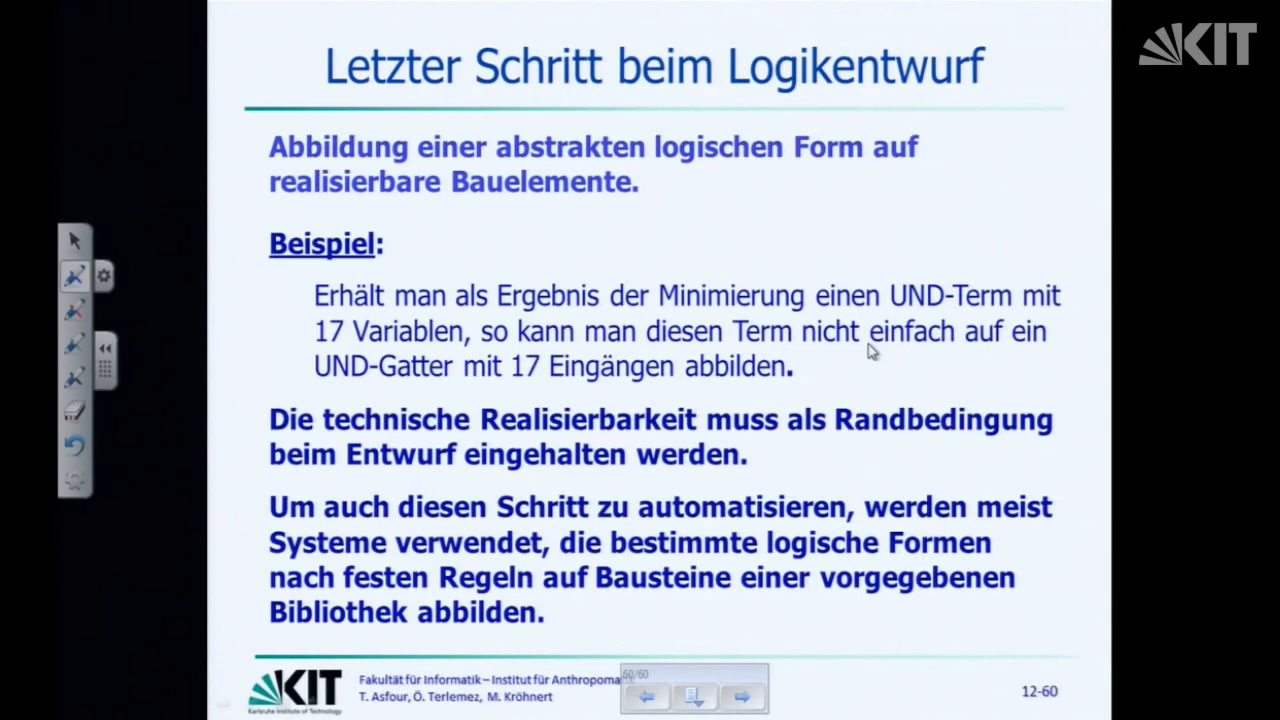 KIT
Letzter Schritt beim Logikentwurf
Abbildung einer abstrakten logischen Form auf
realisierbare Bauelemente.
Beispiel:
Erhält man als Ergebnis der Minimierung einen UND-Term mit
17 Variablen, so kann man diesen Term nicht einfach auf ein
UND-Gatter mit 17 Eingängen abbilden.
Die technische Realisierbarkeit muss als Randbedingung
beim Entwurf eingehalten werden.
Um auch diesen Schritt zu automatisieren, werden meist
Systeme verwendet, die bestimmte logische Formen
nach festen Regeln auf Bausteine einer vorgegebenen
Bibliothek abbilden.
KIT
Karlsruhe Institute of Technology
Fakultät für Informatik – Institut für Anthropoma
T. Asfour, Ö. Terlemez, M. Kröhnert
60/60
12-60